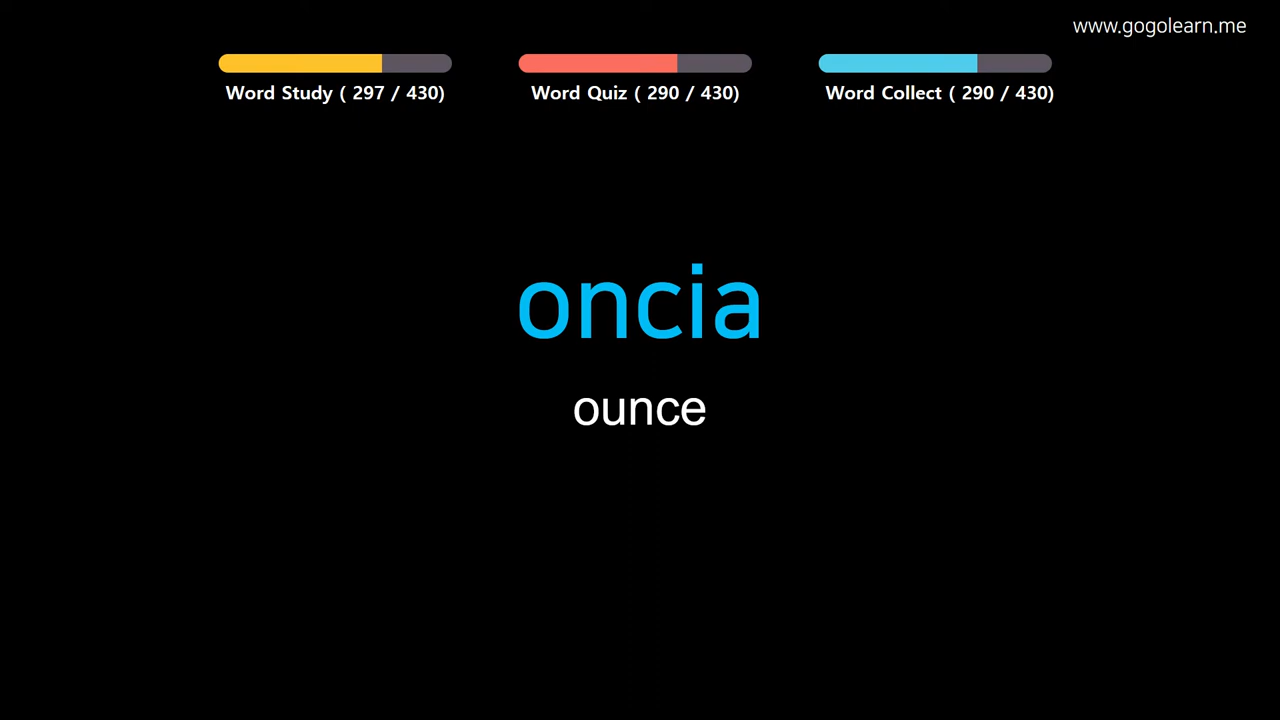 www.gogolearn.me
Word Study ( 297 / 430)
Word Quiz ( 290 / 430)
Word Collect ( 290 / 430)
oncia
ounce